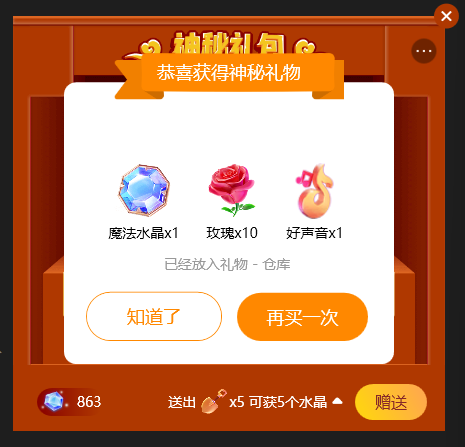 神秘礼包
恭喜获得神秘礼物
魔法水晶x1 玫瑰x10 好声音x1
已经放入礼物 - 仓库
知道了 再买一次
863 送出 x5 可获5个水晶 赠送